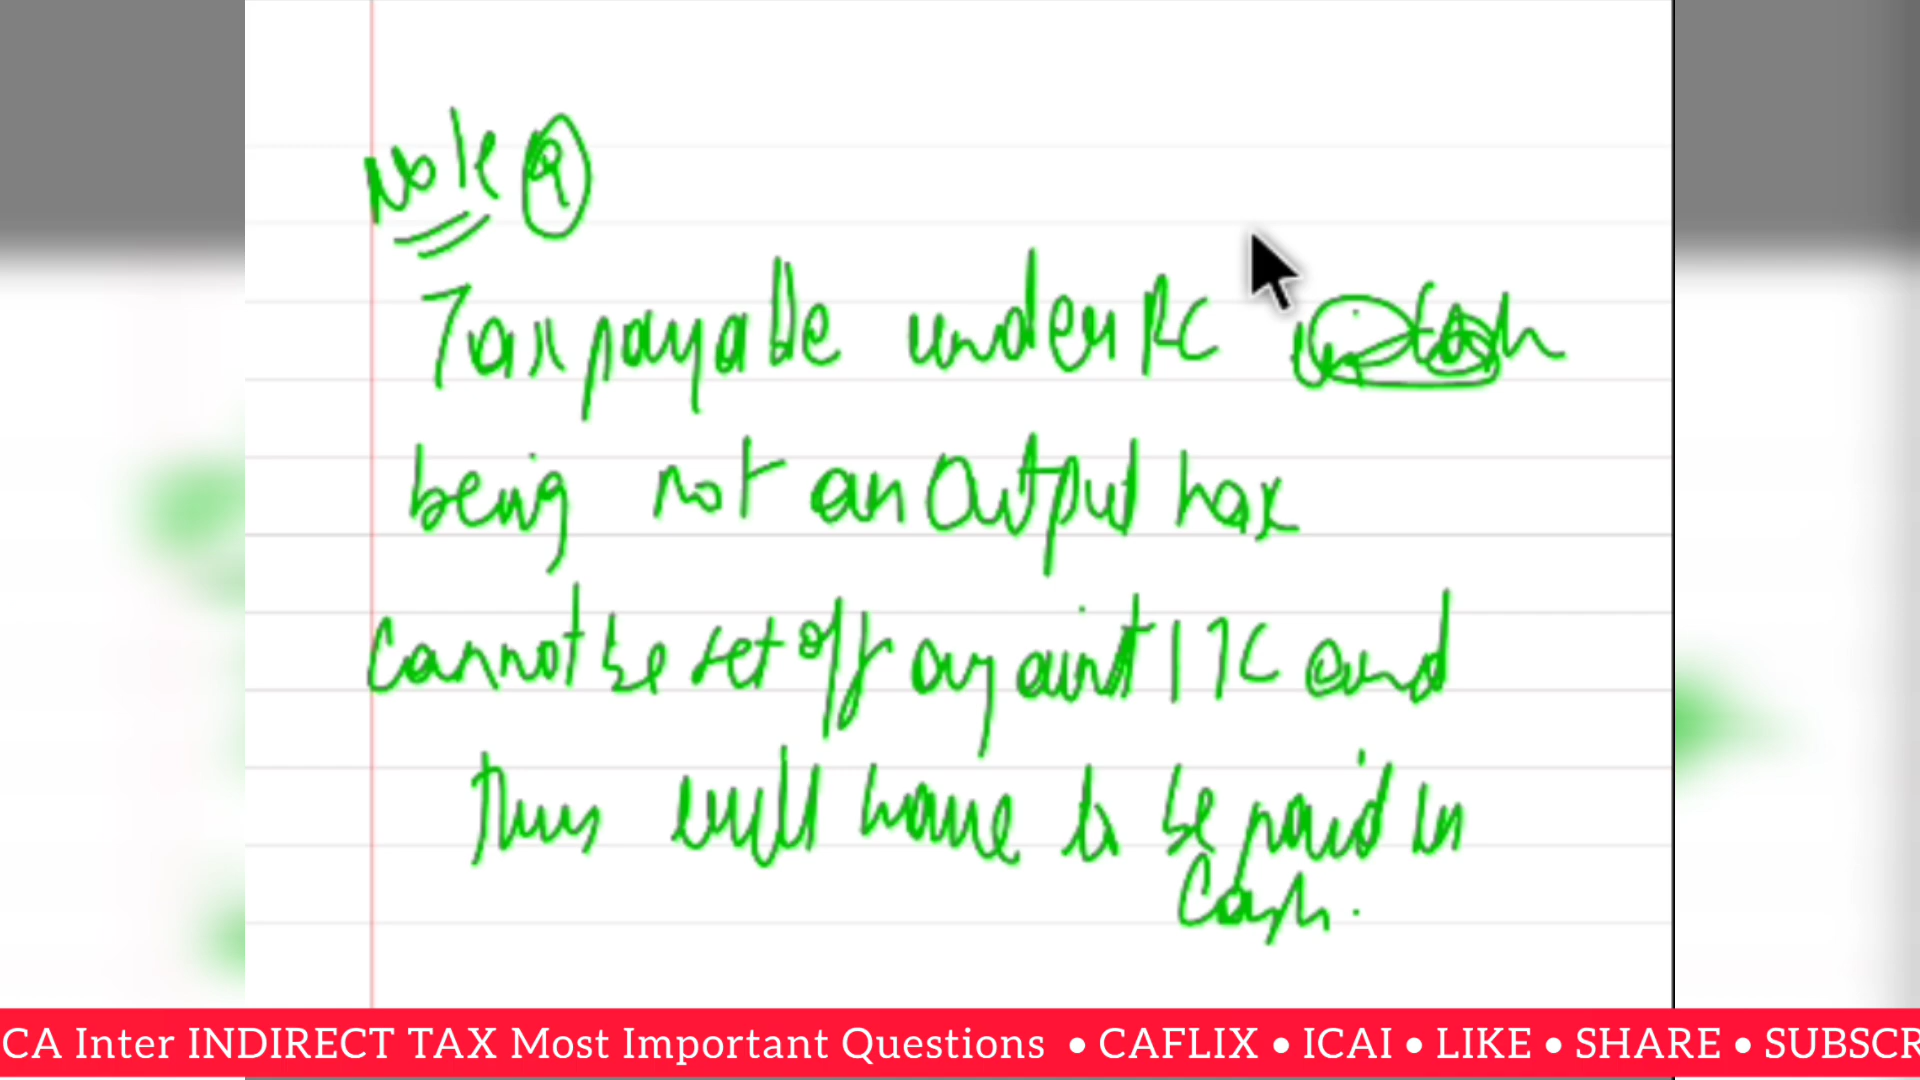 Note a
Tax payable under RC
being not an Output tax
cannot be set off against ITC and
thus will have to be paid in
Cash.
CA Inter INDIRECT TAX Most Important Questions • CAFLIX • ICAI • LIKE • SHARE • SUBSCR